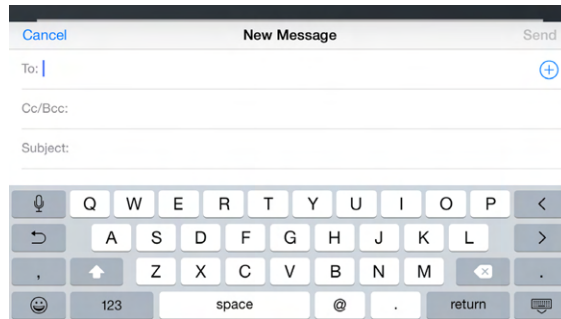 Cancel New Message Send
To:
Cc/Bcc:
Subject:
Q W E R T Y U I O P <
A S D F G H J K L >
, Z X C V B N M .
123 space @ . return